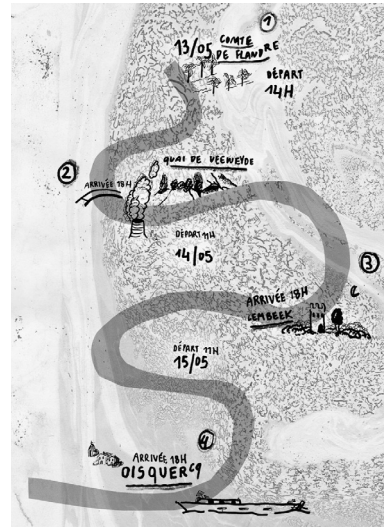 1
13/05 COMTE
DE FLANDRE
DÉPART
14H
2
ARRIVÉE 18H
QUAI DE VEEWEYDE
DÉPART 11H
14/05
3
ARRIVÉE 18H
LEMBEEK
DÉPART 11H
15/05
4
ARRIVÉE 18H
OISQUERCQ